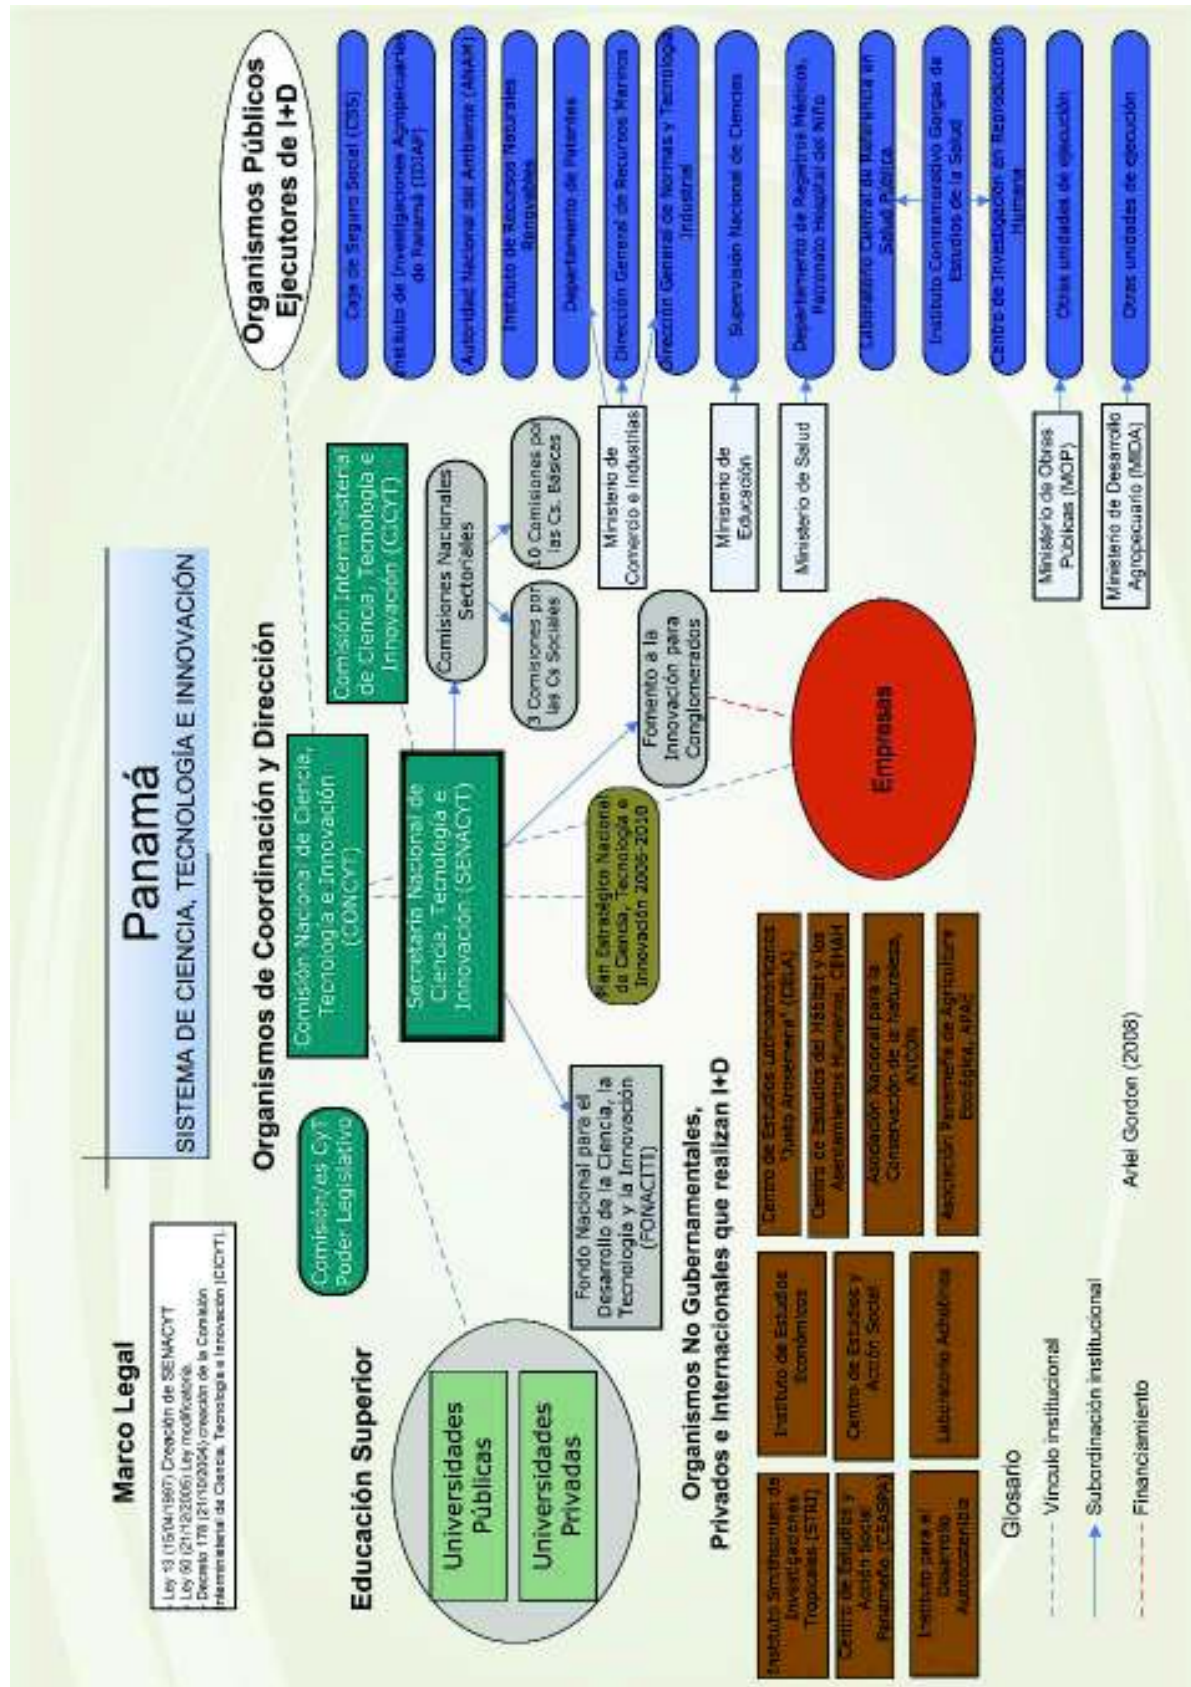 Panamá
SISTEMA DE CIENCIA, TECNOLOGÍA E INNOVACIÓN
Marco Legal
- Ley 13 (15/04/1997) Creación de SENACYT
- Ley 50 (21/12/2005) Ley modificatoria.
- Decreto 178 (21/10/2004) creación de la Comisión
Interministerial de Ciencia, Tecnología e Innovación (CICYT).
Organismos de Coordinación y Dirección
Comisión/es CyT
Poder Legislativo
Comisión Nacional de Ciencia,
Tecnología e Innovación
(CONCYT)
Comisión Interministerial
de Ciencia, Tecnología e
Innovación (CICYT)
Secretaría Nacional de
Ciencia, Tecnología e
Innovación (SENACYT)
Comisiones Nacionales
Sectoriales
3 Comisiones por
las Cs Sociales
10 Comisiones por
las Cs. Básicas
Plan Estratégico Nacional
de Ciencia, Tecnología e
Innovación 2006-2010
Fomento a la
Innovación para
Conglomerados
Fondo Nacional para el
Desarrollo de la Ciencia, la
Tecnología y la Innovación
(FONACITI)
Educación Superior
Universidades
Públicas
Universidades
Privadas
Empresas
Organismos Públicos
Ejecutores de I+D
Caja de Seguro Social (CSS)
Instituto de Investigaciones Agropecuarias
de Panamá (IDIAP)
Autoridad Nacional del Ambiente (ANAM)
Instituto de Recursos Naturales
Renovables
Departamento de Patentes
Dirección General de Recursos Marinos
Dirección General de Normas y Tecnología
Industrial
Supervisión Nacional de Ciencias
Departamento de Registros Médicos,
Patronato Hospital del Niño
Laboratorio Central de Referencia en
Salud Pública
Instituto Conmemorativo Gorgas de
Estudios de la Salud
Centro de Investigación en Reproducción
Humana
Otras unidades de ejecución
Otras unidades de ejecución
Ministerio de
Comercio e Industrias
Ministerio de
Educación
Ministerio de Salud
Ministerio de Obras
Públicas (MOP)
Ministerio de Desarrollo
Agropecuario (MIDA)
Organismos No Gubernamentales,
Privados e Internacionales que realizan I+D
Instituto Smithsonian de
Investigaciones
Tropicales (STRI)
Instituto de Estudios
Económicos
Centro de Estudios Latinoamericanos
"Justo Arosemena" (CELA)
Centro de Estudios del Hábitat y los
Asentamientos Humanos, CEHAH
Centro de Estudios y
Acción Social
Panameño (CEASPA)
Centro de Estudios y
Acción Social
Asociación Nacional para la
Conservación de la Naturaleza,
ANCON
Instituto para el
Desarrollo
Autosostenible
Laboratorio Achotines
Asociación Panameña de Agricultura
Ecológica, APAE
Glosario
Vínculo institucional
Subordinación institucional
Financiamiento
Ariel Gordon (2008)